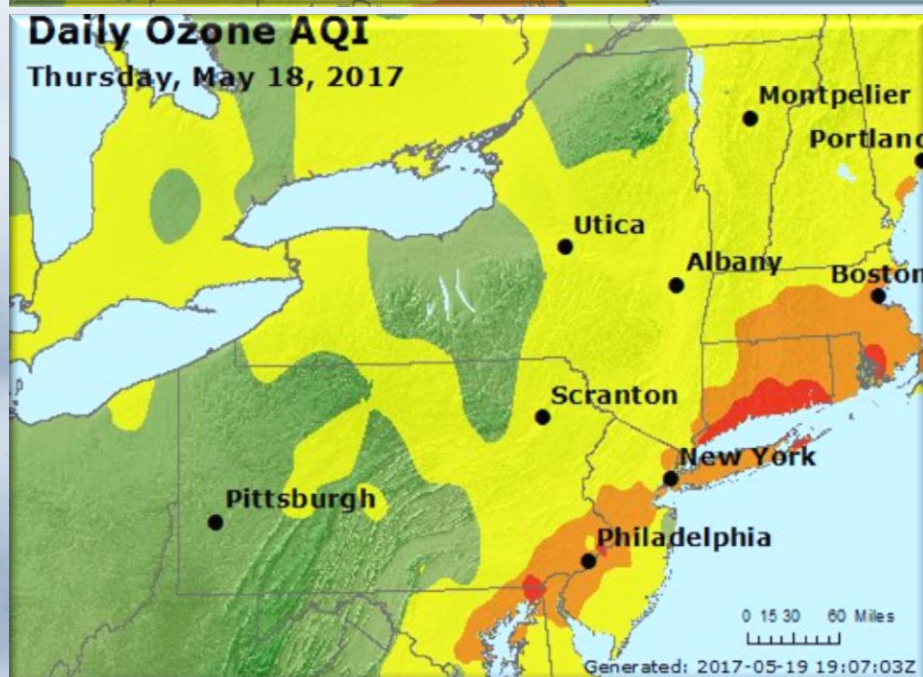 Daily Ozone AQI
Thursday, May 18, 2017
Montpelier
Portland
Utica
Albany
Boston
Scranton
New York
Pittsburgh
Philadelphia
0 15 30 60 Miles
Generated: 2017-05-19 19:07:03Z